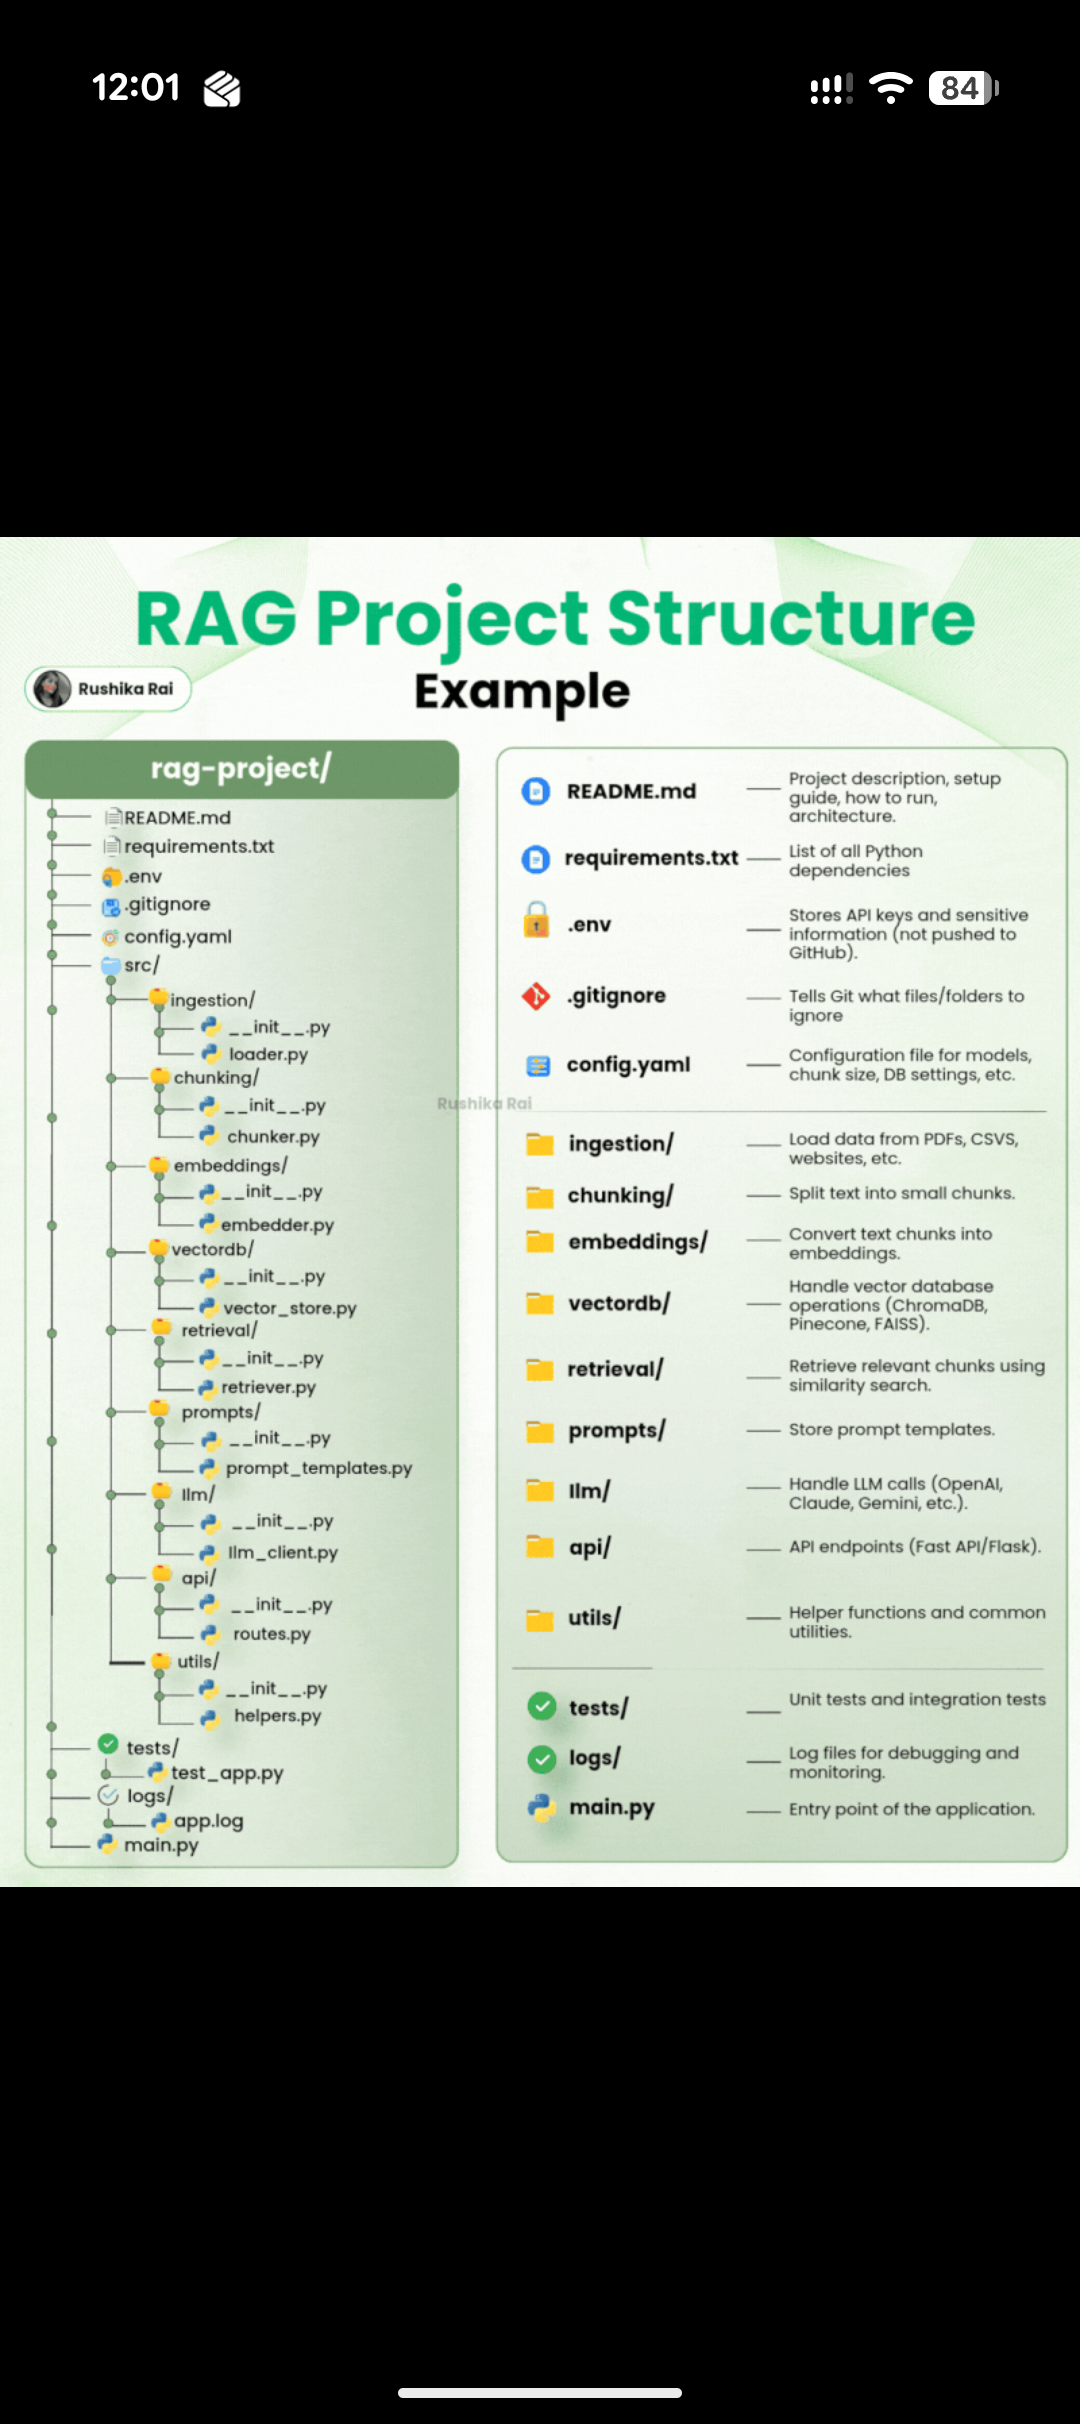 12:01
84
RAG Project Structure
Example
Rushika Rai
rag-project/
README.md
requirements.txt
.env
.gitignore
config.yaml
src/
ingestion/
__init__.py
loader.py
chunking/
__init__.py
chunker.py
embeddings/
__init__.py
embedder.py
vectordb/
__init__.py
vector_store.py
retrieval/
__init__.py
retriever.py
prompts/
__init__.py
prompt_templates.py
llm/
__init__.py
llm_client.py
api/
__init__.py
routes.py
utils/
__init__.py
helpers.py
tests/
test_app.py
logs/
app.log
main.py
Rushika Rai
README.md
Project description, setup
guide, how to run,
architecture.
requirements.txt
List of all Python
dependencies
.env
Stores API keys and sensitive
information (not pushed to
GitHub).
.gitignore
Tells Git what files/folders to
ignore
config.yaml
Configuration file for models,
chunk size, DB settings, etc.
ingestion/
Load data from PDFs, CSVS,
websites, etc.
chunking/
Split text into small chunks.
embeddings/
Convert text chunks into
embeddings.
vectordb/
Handle vector database
operations (ChromaDB,
Pinecone, FAISS).
retrieval/
Retrieve relevant chunks using
similarity search.
prompts/
Store prompt templates.
llm/
Handle LLM calls (OpenAI,
Claude, Gemini, etc.).
api/
API endpoints (Fast API/Flask).
utils/
Helper functions and common
utilities.
tests/
Unit tests and integration tests
logs/
Log files for debugging and
monitoring.
main.py
Entry point of the application.